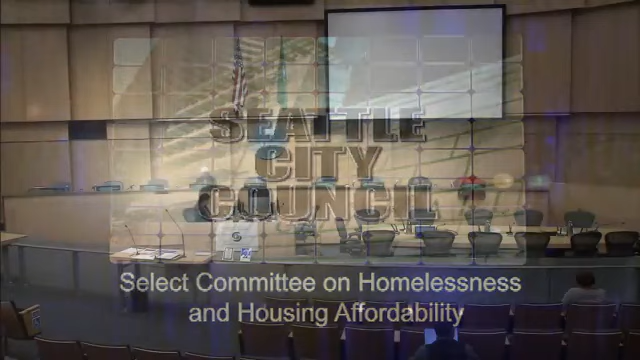 SEATTLE
CITY
COUNCIL
Select Committee on Homelessness
and Housing Affordability